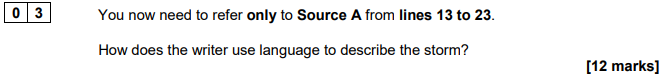 0 3 You now need to refer only to Source A from lines 13 to 23.
How does the writer use language to describe the storm?
[12 marks]